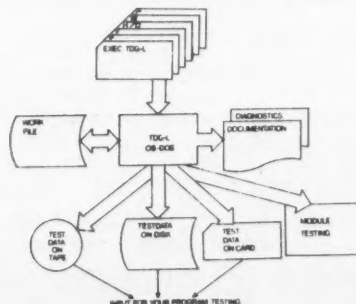 EXEC TDG-L
WORK
FILE
TDG-L
OS-DOS
DIAGNOSTICS
DOCUMENTATION
TEST
DATA
ON
TAPE
TESTDATA
ON DISK
TEST
DATA
ON CARD
MODULE
TESTING
INPUT FOR YOUR PROGRAM TESTING